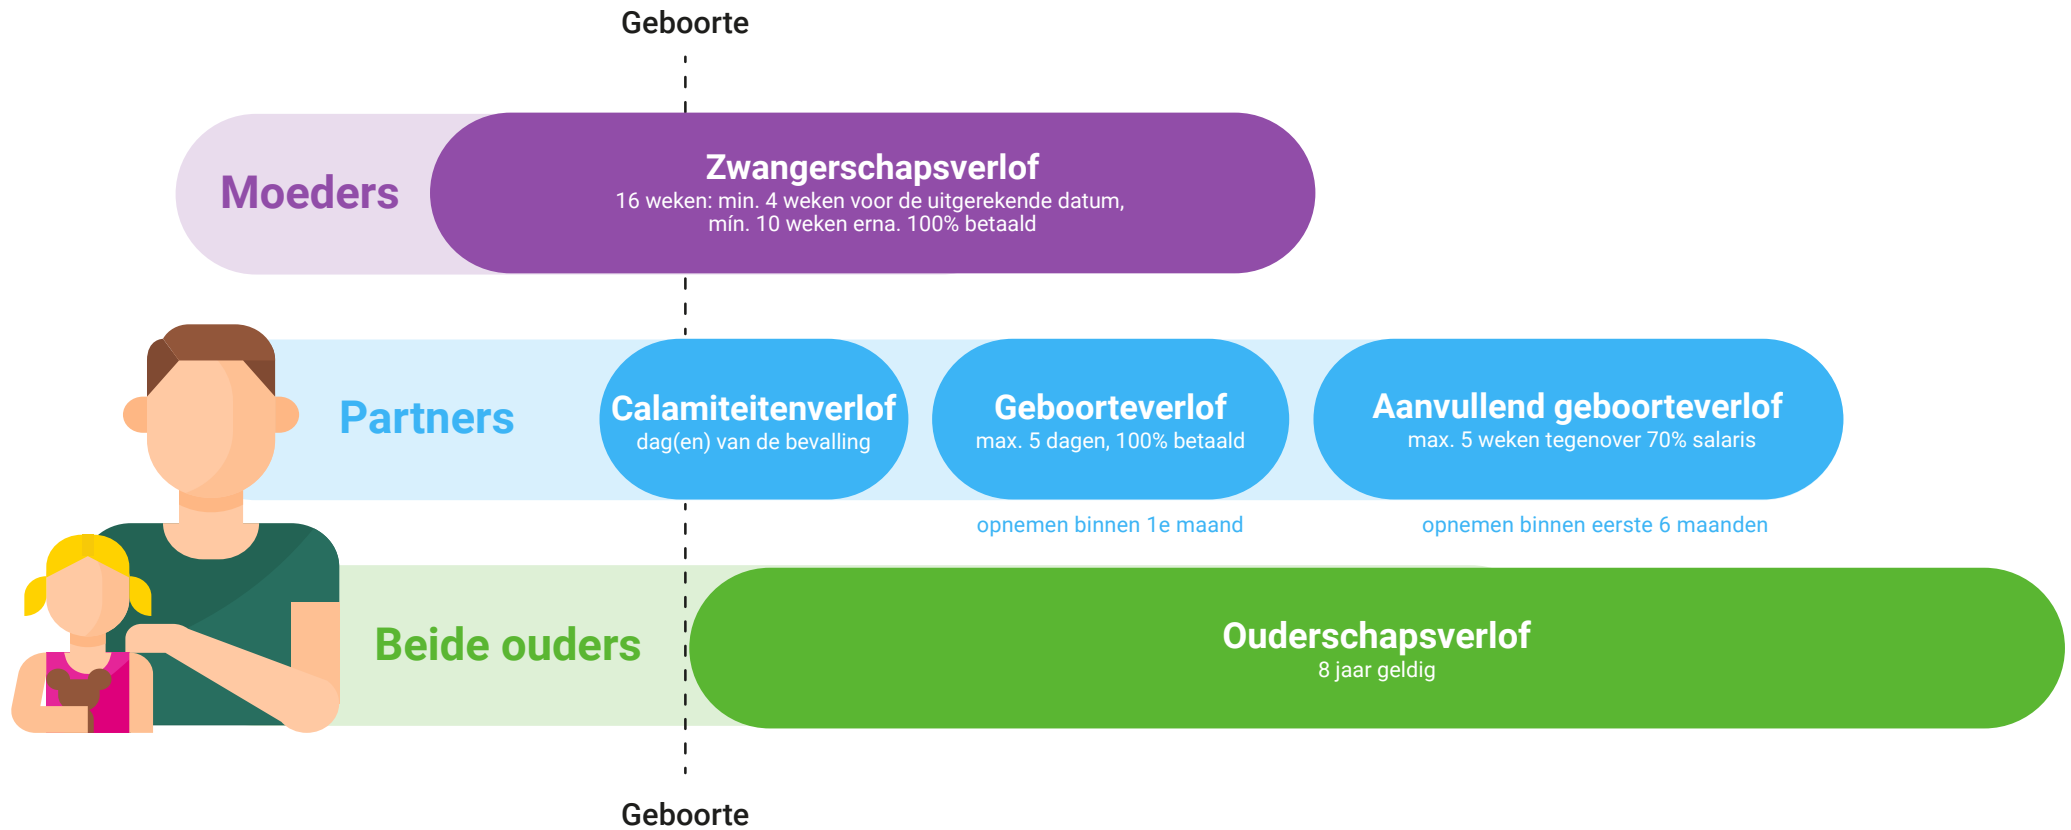 Geboorte
Moeders
Zwangerschapsverlof
16 weken: min. 4 weken voor de uitgerekende datum,
mín. 10 weken erna. 100% betaald
Partners
Calamiteitenverlof
dag(en) van de bevalling
Geboorteverlof
max. 5 dagen, 100% betaald
Aanvullend geboorteverlof
max. 5 weken tegenover 70% salaris
opnemen binnen 1e maand
opnemen binnen eerste 6 maanden
Beide ouders
Ouderschapsverlof
8 jaar geldig
Geboorte